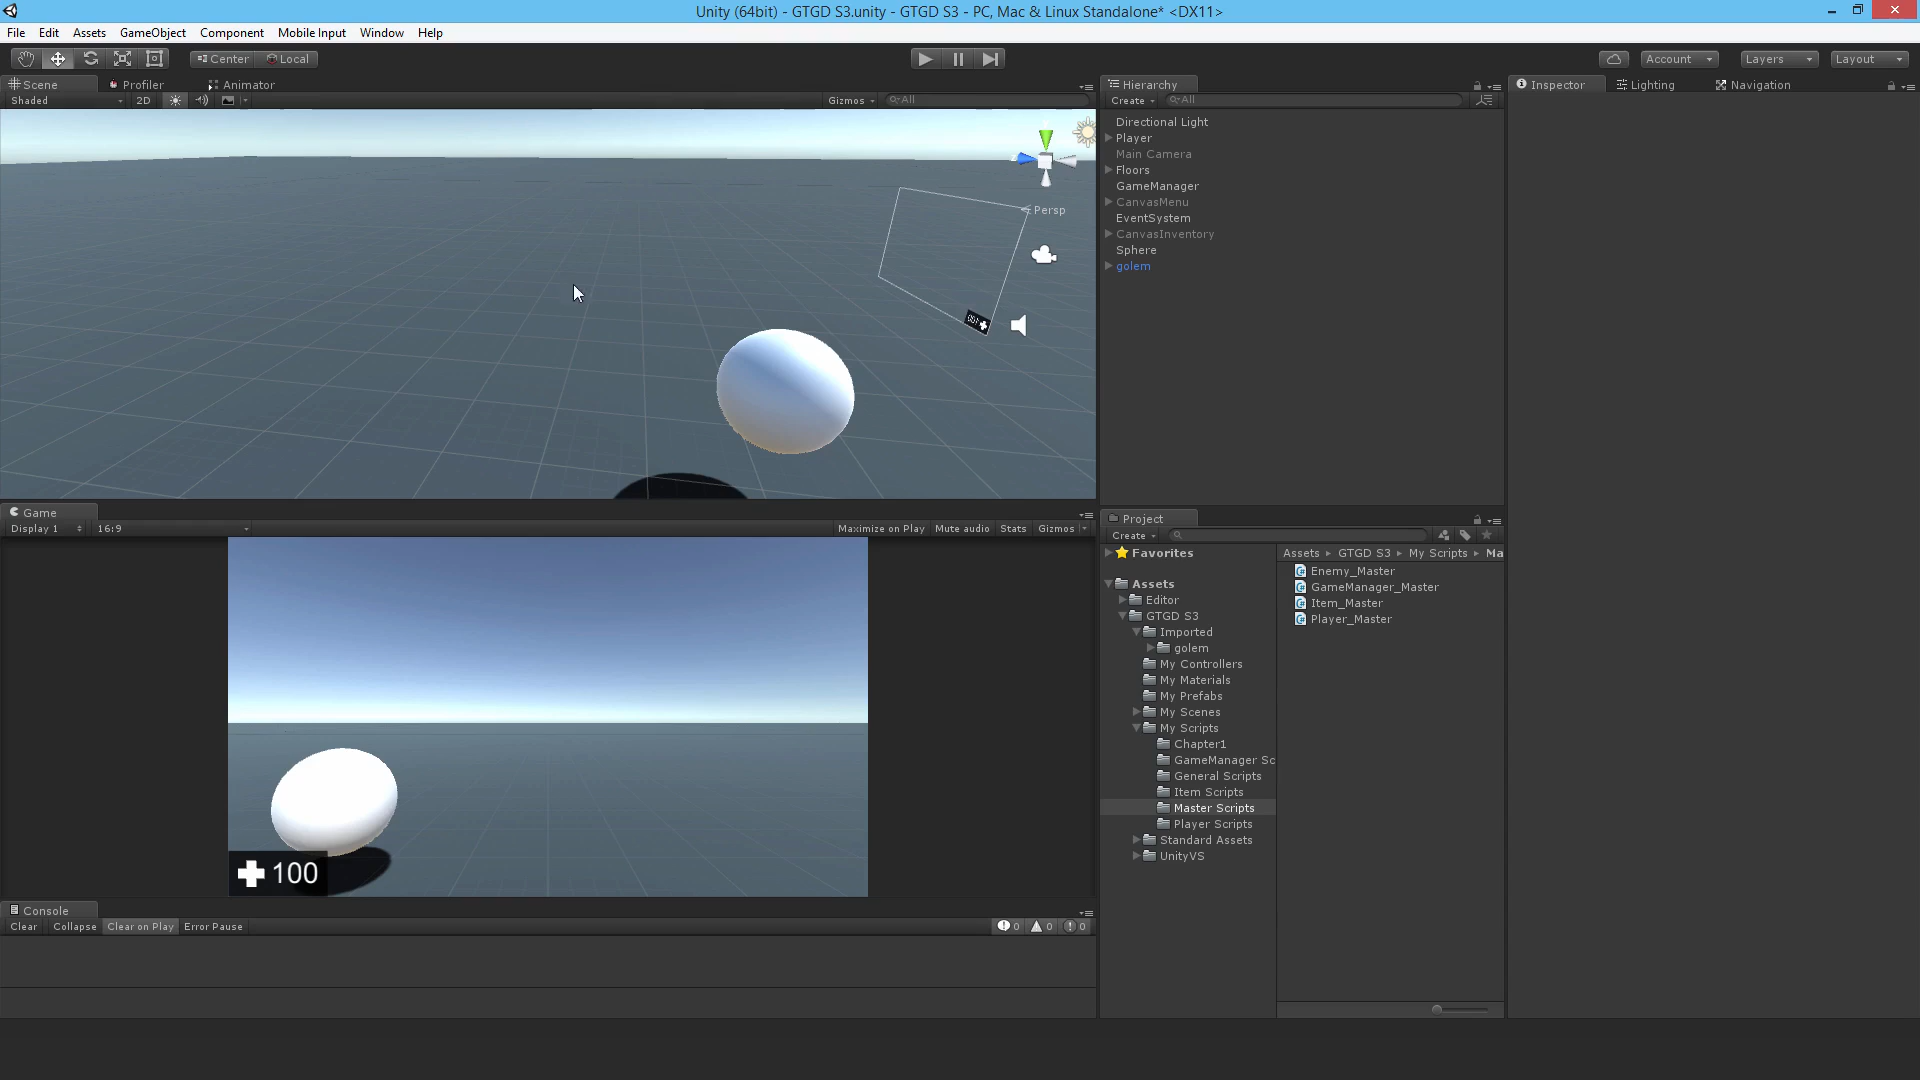 Unity (64bit) - GTGD S3.unity - GTGD S3 - PC, Mac & Linux Standalone* <DX11>
File Edit Assets GameObject Component Mobile Input Window Help
Center Local Account Layers Layout
Scene Profiler Animator
Shaded 2D Gizmos All
Persp
Hierarchy
Create All
Directional Light
Player
Main Camera
Floors
GameManager
CanvasMenu
EventSystem
CanvasInventory
Sphere
golem
Inspector Lighting Navigation
Game
Display 1 16:9 Maximize on Play Mute audio Stats Gizmos
100
Console
Clear Collapse Clear on Play Error Pause 0 0 0
Project
Create
Favorites
Assets
Editor
GTGD S3
Imported
golem
My Controllers
My Materials
My Prefabs
My Scenes
My Scripts
Chapter1
GameManager Sc
General Scripts
Item Scripts
Master Scripts
Player Scripts
Standard Assets
UnityVS
Assets GTGD S3 My Scripts Ma
Enemy_Master
GameManager_Master
Item_Master
Player_Master